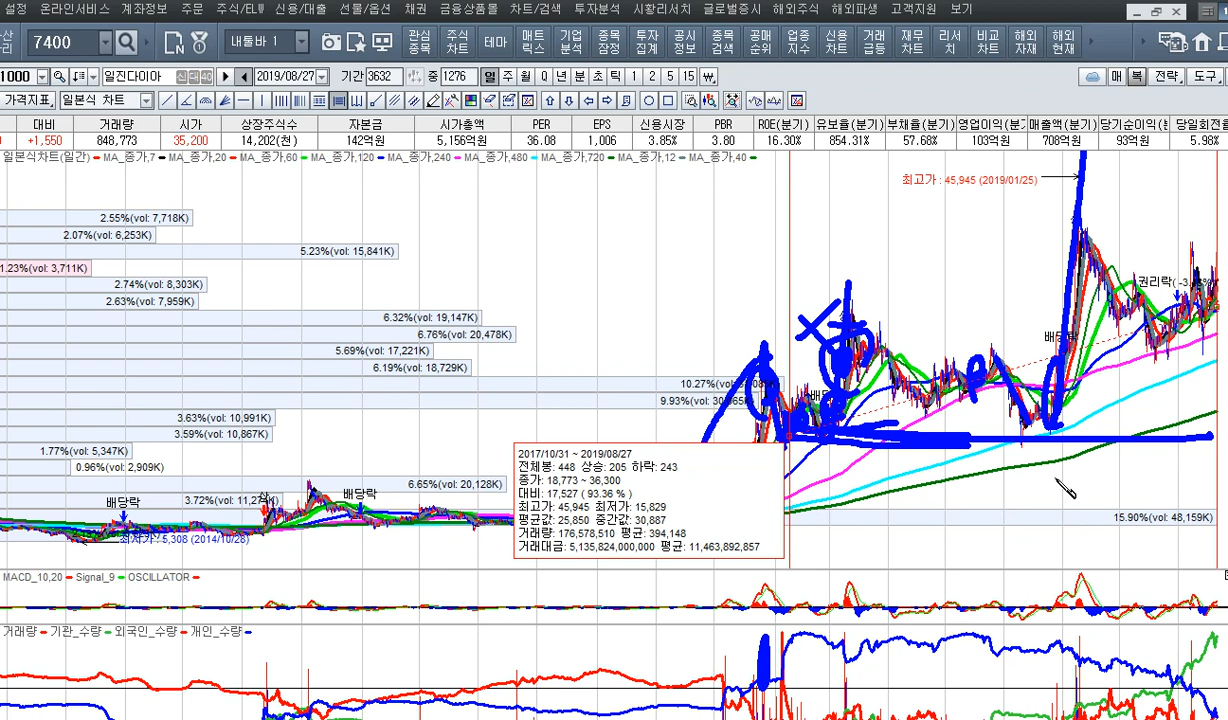 설정 온라인서비스 계좌정보 주문 주식/ELW 신용/대출 선물/옵션 채권 금융상품몰 차트/검색 투자분석 시황리서치 글로벌증시 해외주식 해외파생 고객지원 보기
7400 내툴바 1 관심종목 주식차트 테마 매트릭스 기업분석 종목잔정 투자집계 공시정보 종목검색 공매순위 업종지수 신용차트 거래급등 재무차트 리서치 비교차트 해외자재 해외현재
1000 일진다이아 신대40 2019/08/27 기간 3632 종 1276 일 주 월 Q 년 분 초 틱 1 2 5 15 매 복 전략 도구
가격지표 일본식 차트
대비 거래량 시가 상장주식수 자본금 시가총액 PER EPS 신용시장 PBR ROE(분기) 유보율(분기) 부채율(분기) 영업이익(분기 매출액(분기) 당기순이익(분 당일회전율
+1,550 848,773 35,200 14,202(천) 142억원 5,156억원 36.08 1,006 3.85% 3.80 16.30% 854.31% 57.68% 103억원 708억원 93억원 5.98%
일본식차트(일간) MA_종가,7 MA_종가,20 MA_종가,60 MA_종가,120 MA_종가,240 MA_종가,480 MA_종가,720 MA_종가,12 MA_종가,40
최고가 : 45,945 (2019/01/25)
2.55%(vol: 7,718K)
2.07%(vol: 6,253K)
5.23%(vol: 15,841K)
1.23%(vol: 3,711K)
2.74%(vol: 8,303K)
권리락
2.63%(vol: 7,959K)
6.32%(vol: 19,147K)
6.76%(vol: 20,478K)
배당락
5.69%(vol: 17,221K)
6.19%(vol: 18,729K)
10.27%(vol:
9.93%(vol:
3.63%(vol: 10,991K)
3.59%(vol: 10,867K)
1.77%(vol: 5,347K)
0.96%(vol: 2,909K)
6.65%(vol: 20,128K)
배당락 3.72%(vol: 배당락
15.90%(vol: 48,159K)
최저가 : 5,308 (2014/10/28)
2017/10/31 ~ 2019/08/27
전체봉: 448 상승: 205 하락: 243
종가: 18,773 ~ 36,300
대비: 17,527 ( 93.36 % )
최고가: 45,945 최저가: 15,829
평균값: 25,850 중간값: 30,887
거래량: 176,578,510 평균: 394,148
거래대금: 5,135,824,000,000 평균: 11,463,892,857
MACD_10,20 Signal_9 OSCILLATOR
거래량 기관_수량 외국인_수량 개인_수량